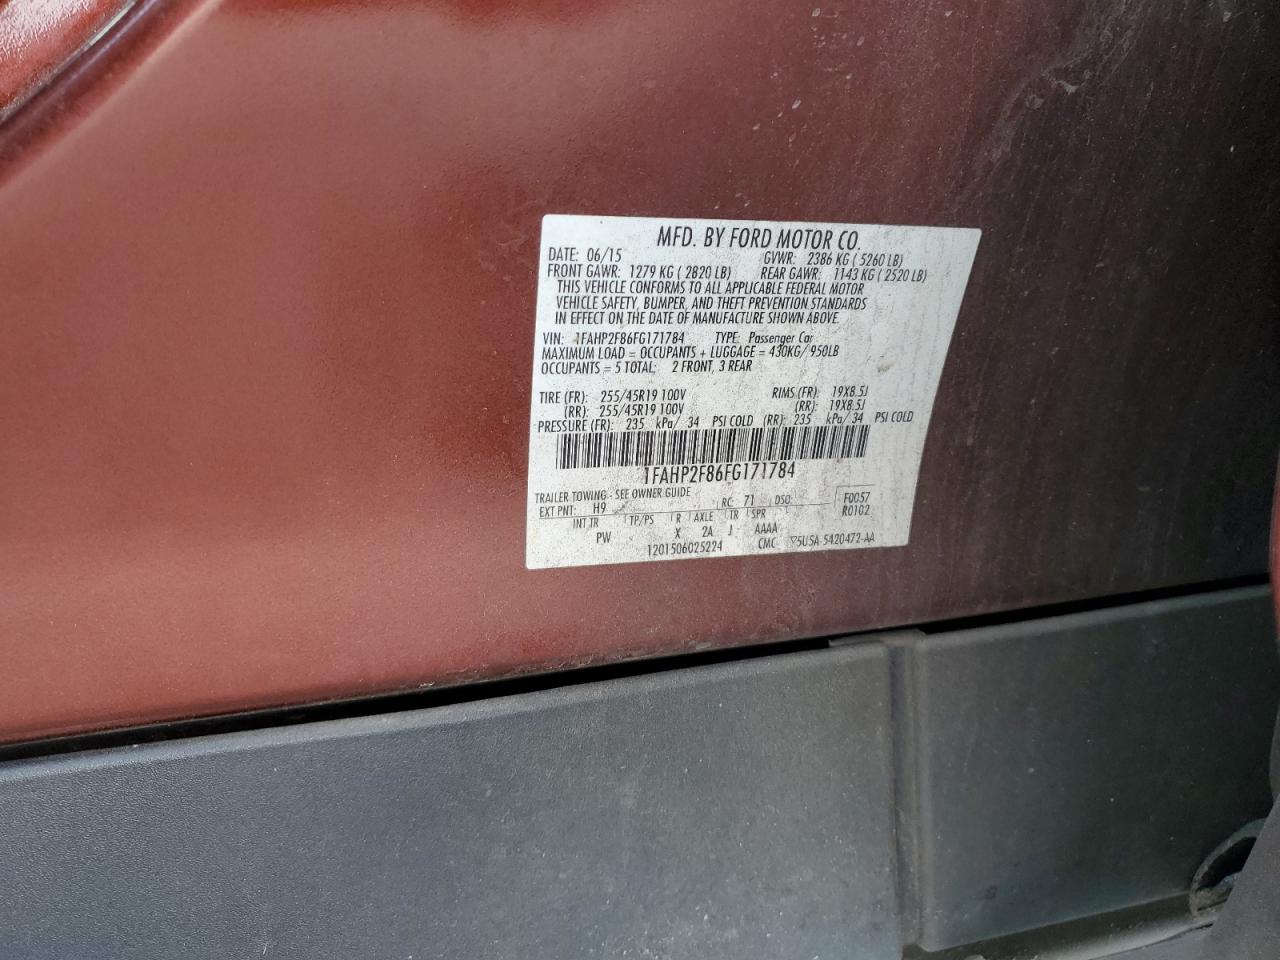 MFD. BY FORD MOTOR CO.
DATE: 06/15 GVWR: 2386 KG ( 5260 LB)
FRONT GAWR: 1279 KG ( 2820 LB) REAR GAWR: 1143 KG ( 2520 LB)
THIS VEHICLE CONFORMS TO ALL APPLICABLE FEDERAL MOTOR
VEHICLE SAFETY, BUMPER, AND THEFT PREVENTION STANDARDS
IN EFFECT ON THE DATE OF MANUFACTURE SHOWN ABOVE.
VIN: 1FAHP2F86FG171784 TYPE: Passenger Car
MAXIMUM LOAD = OCCUPANTS + LUGGAGE = 430KG/ 950LB
OCCUPANTS = 5 TOTAL; 2 FRONT, 3 REAR
TIRE (FR): 255/45R19 100V RIMS (FR): 19X8.5J
(RR): 255/45R19 100V (RR): 19X8.5J
PRESSURE (FR): 235 kPa/ 34 PSI COLD (RR): 235 kPa/ 34 PSI COLD
1FAHP2F86FG171784
TRAILER TOWING - SEE OWNER GUIDE
EXT PNT: H9 RC: 71 DSO: F0057
R0102
INT TR TP/PS R AXLE TR SPR
PW X 2A J AAAA
1201506025224 CMC ▽5U5A-5420472-AA